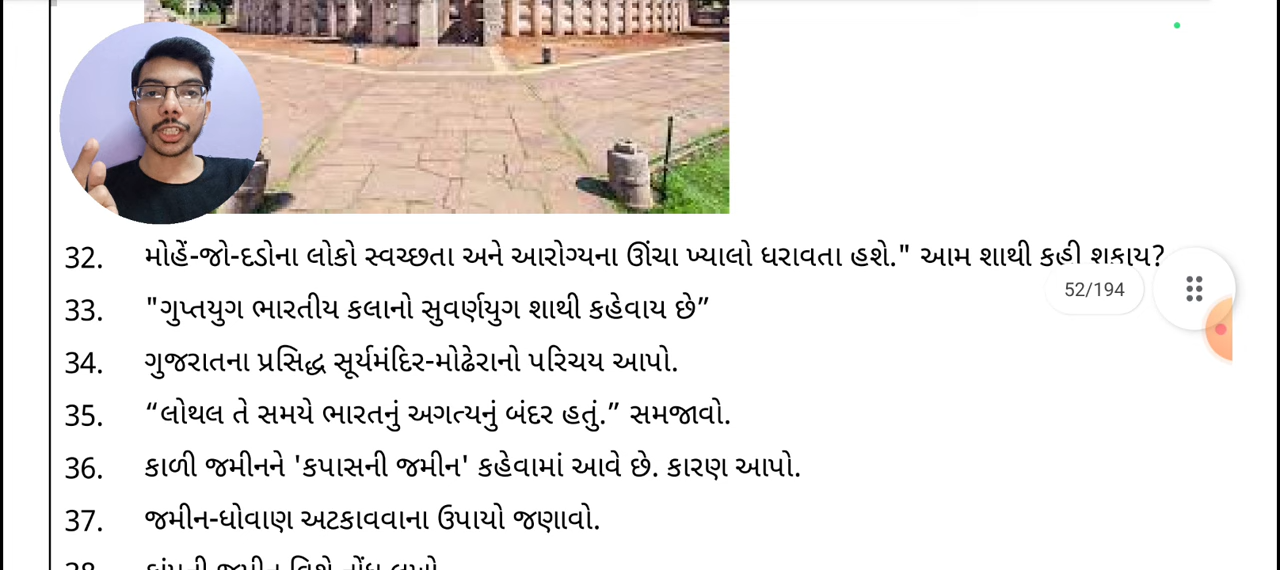 32. મોહેં-જો-દડોના લોકો સ્વચ્છતા અને આરોગ્યના ઊંચા ખ્યાલો ધરાવતા હશે." આમ શાથી કહી શકાય?
52/194
33. "ગુપ્તયુગ ભારતીય કલાનો સુવર્ણયુગ શાથી કહેવાય છે”
34. ગુજરાતના પ્રસિદ્ધ સૂર્યમંદિર-મોઢેરાનો પરિચય આપો.
35. “લોથલ તે સમયે ભારતનું અગત્યનું બંદર હતું.” સમજાવો.
36. કાળી જમીનને 'કપાસની જમીન' કહેવામાં આવે છે. કારણ આપો.
37. જમીન-ધોવાણ અટકાવવાના ઉપાયો જણાવો.